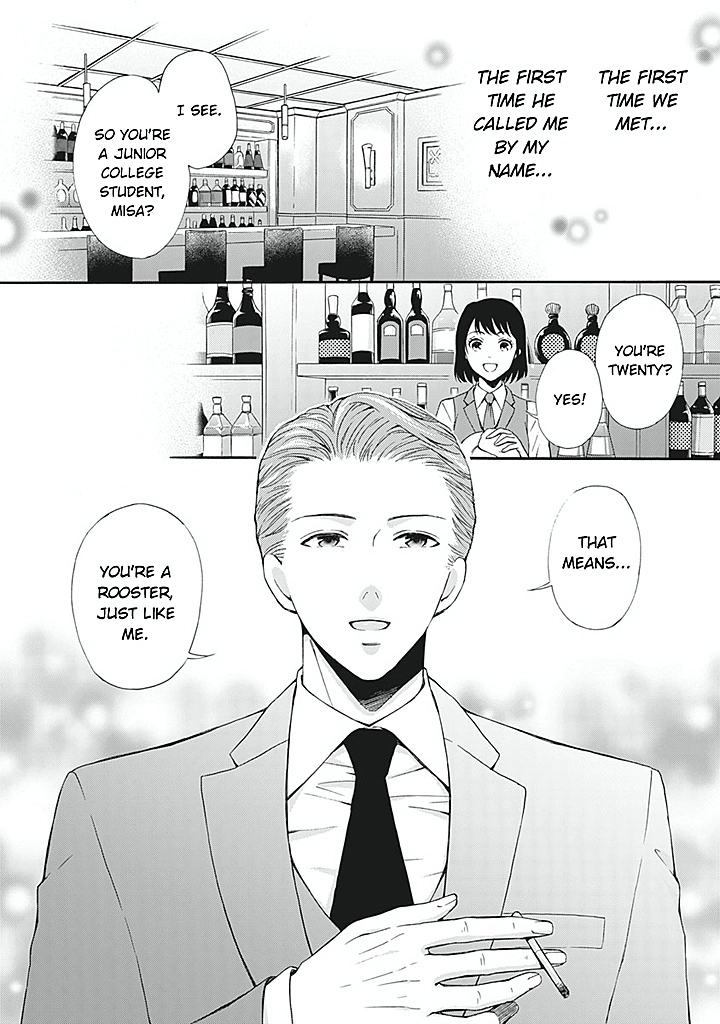 THE FIRST
TIME WE
MET...
THE FIRST
TIME HE
CALLED ME
BY MY
NAME...
I SEE.
SO YOU'RE
A JUNIOR
COLLEGE
STUDENT,
MISA?
YOU'RE
TWENTY?
YES!
THAT
MEANS...
YOU'RE A
ROOSTER,
JUST LIKE
ME.